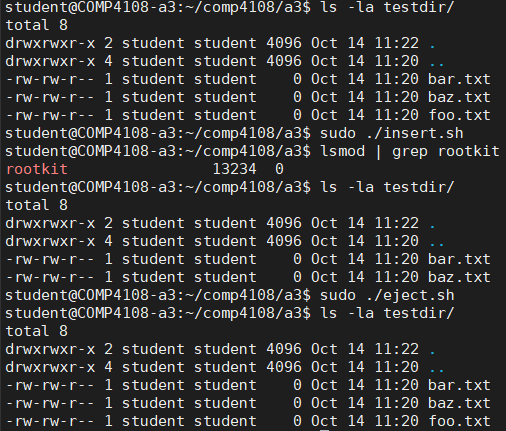 student@COMP4108-a3:~/comp4108/a3$ ls -la testdir/
total 8
drwxrwxr-x 2 student student 4096 Oct 14 11:22 .
drwxrwxr-x 4 student student 4096 Oct 14 11:20 ..
-rw-rw-r-- 1 student student    0 Oct 14 11:20 bar.txt
-rw-rw-r-- 1 student student    0 Oct 14 11:20 baz.txt
-rw-rw-r-- 1 student student    0 Oct 14 11:20 foo.txt
student@COMP4108-a3:~/comp4108/a3$ sudo ./insert.sh
student@COMP4108-a3:~/comp4108/a3$ lsmod | grep rootkit
rootkit                13234  0
student@COMP4108-a3:~/comp4108/a3$ ls -la testdir/
total 8
drwxrwxr-x 2 student student 4096 Oct 14 11:22 .
drwxrwxr-x 4 student student 4096 Oct 14 11:20 ..
-rw-rw-r-- 1 student student    0 Oct 14 11:20 bar.txt
-rw-rw-r-- 1 student student    0 Oct 14 11:20 baz.txt
student@COMP4108-a3:~/comp4108/a3$ sudo ./eject.sh
student@COMP4108-a3:~/comp4108/a3$ ls -la testdir/
total 8
drwxrwxr-x 2 student student 4096 Oct 14 11:22 .
drwxrwxr-x 4 student student 4096 Oct 14 11:20 ..
-rw-rw-r-- 1 student student    0 Oct 14 11:20 bar.txt
-rw-rw-r-- 1 student student    0 Oct 14 11:20 baz.txt
-rw-rw-r-- 1 student student    0 Oct 14 11:20 foo.txt